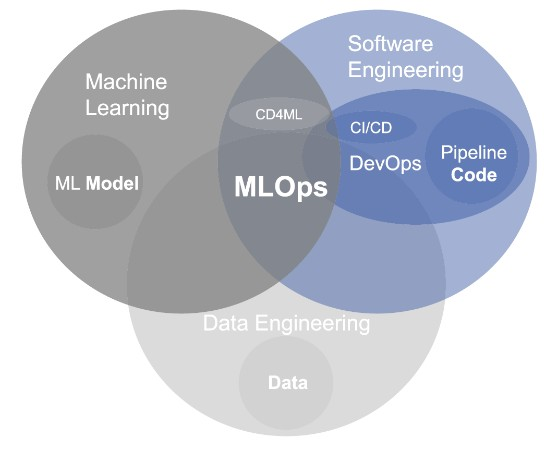 Software
Engineering
Machine
Learning
CD4ML
CI/CD
DevOps
Pipeline
Code
ML Model
MLOps
Data Engineering
Data